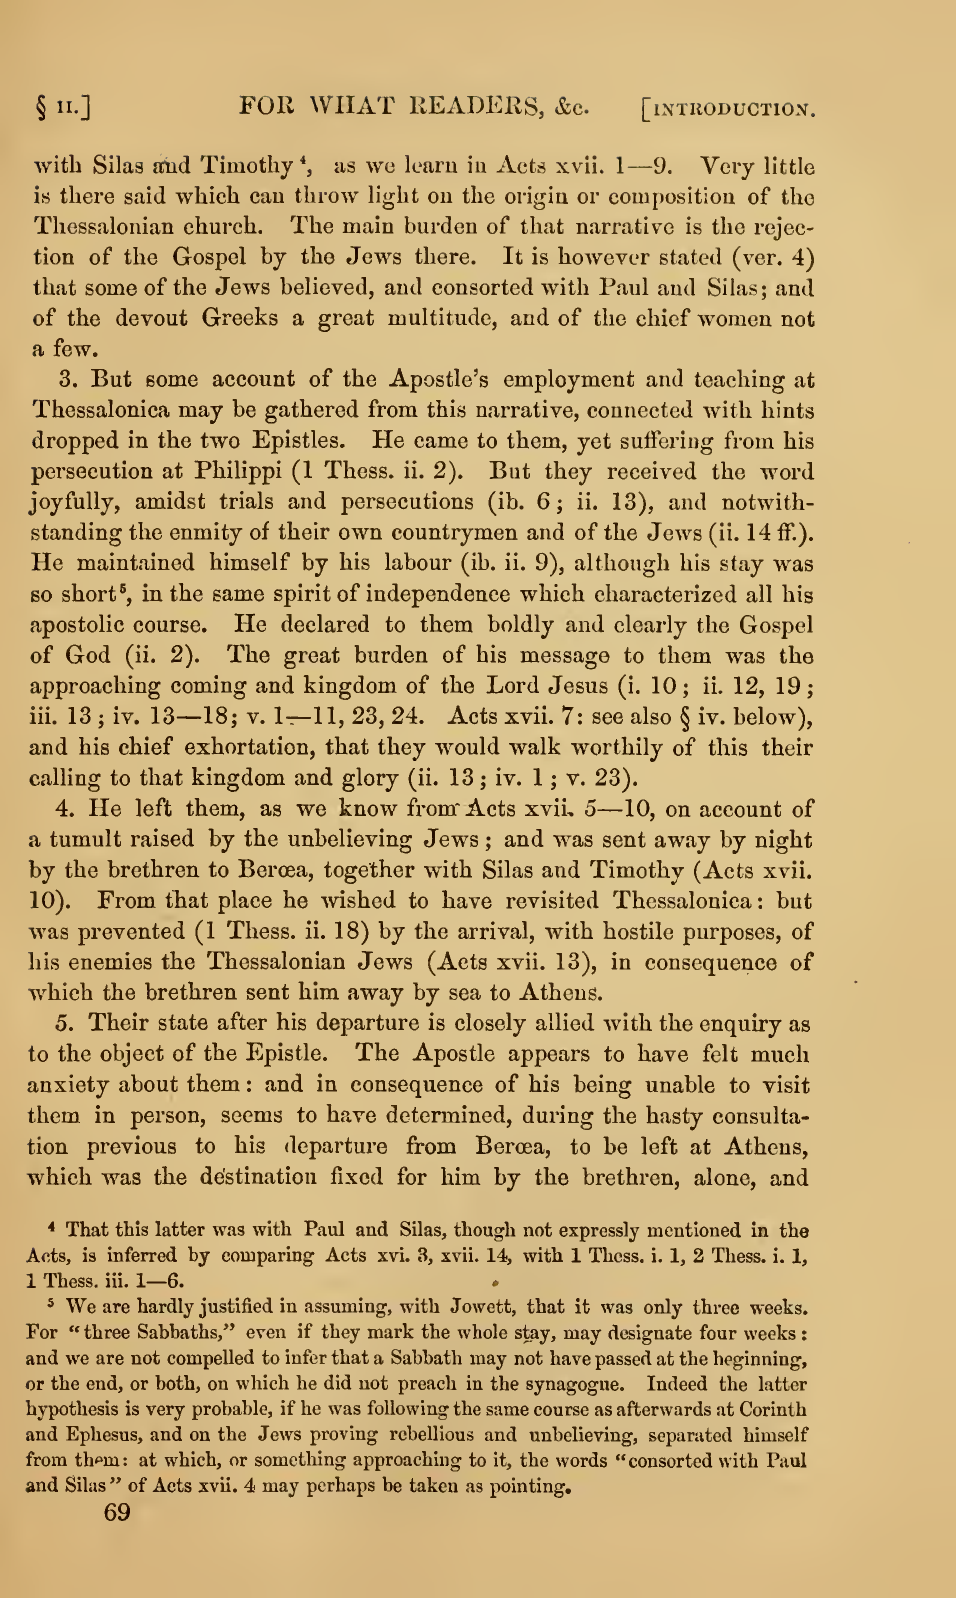 § II.] FOR WHAT READERS, &c. [INTRODUCTION.
with Silas and Timothy ⁴, as we learn in Acts xvii. 1—9. Very little
is there said which can throw light on the origin or composition of the
Thessalonian church. The main burden of that narrative is the rejec-
tion of the Gospel by the Jews there. It is however stated (ver. 4)
that some of the Jews believed, and consorted with Paul and Silas; and
of the devout Greeks a great multitude, and of the chief women not
a few.
3. But some account of the Apostle's employment and teaching at
Thessalonica may be gathered from this narrative, connected with hints
dropped in the two Epistles. He came to them, yet suffering from his
persecution at Philippi (1 Thess. ii. 2). But they received the word
joyfully, amidst trials and persecutions (ib. 6; ii. 13), and notwith-
standing the enmity of their own countrymen and of the Jews (ii. 14 ff.).
He maintained himself by his labour (ib. ii. 9), although his stay was
so short⁵, in the same spirit of independence which characterized all his
apostolic course. He declared to them boldly and clearly the Gospel
of God (ii. 2). The great burden of his message to them was the
approaching coming and kingdom of the Lord Jesus (i. 10; ii. 12, 19;
iii. 13; iv. 13—18; v. 1—11, 23, 24. Acts xvii. 7: see also § iv. below),
and his chief exhortation, that they would walk worthily of this their
calling to that kingdom and glory (ii. 13; iv. 1; v. 23).
4. He left them, as we know from Acts xvii. 5—10, on account of
a tumult raised by the unbelieving Jews; and was sent away by night
by the brethren to Berœa, together with Silas and Timothy (Acts xvii.
10). From that place he wished to have revisited Thessalonica: but
was prevented (1 Thess. ii. 18) by the arrival, with hostile purposes, of
his enemies the Thessalonian Jews (Acts xvii. 13), in consequence of
which the brethren sent him away by sea to Athens.
5. Their state after his departure is closely allied with the enquiry as
to the object of the Epistle. The Apostle appears to have felt much
anxiety about them: and in consequence of his being unable to visit
them in person, seems to have determined, during the hasty consulta-
tion previous to his departure from Berœa, to be left at Athens,
which was the destination fixed for him by the brethren, alone, and
⁴ That this latter was with Paul and Silas, though not expressly mentioned in the
Acts, is inferred by comparing Acts xvi. 3, xvii. 14, with 1 Thess. i. 1, 2 Thess. i. 1,
1 Thess. iii. 1—6.
⁵ We are hardly justified in assuming, with Jowett, that it was only three weeks.
For "three Sabbaths," even if they mark the whole stay, may designate four weeks:
and we are not compelled to infer that a Sabbath may not have passed at the beginning,
or the end, or both, on which he did not preach in the synagogue. Indeed the latter
hypothesis is very probable, if he was following the same course as afterwards at Corinth
and Ephesus, and on the Jews proving rebellious and unbelieving, separated himself
from them: at which, or something approaching to it, the words "consorted with Paul
and Silas" of Acts xvii. 4 may perhaps be taken as pointing.
69